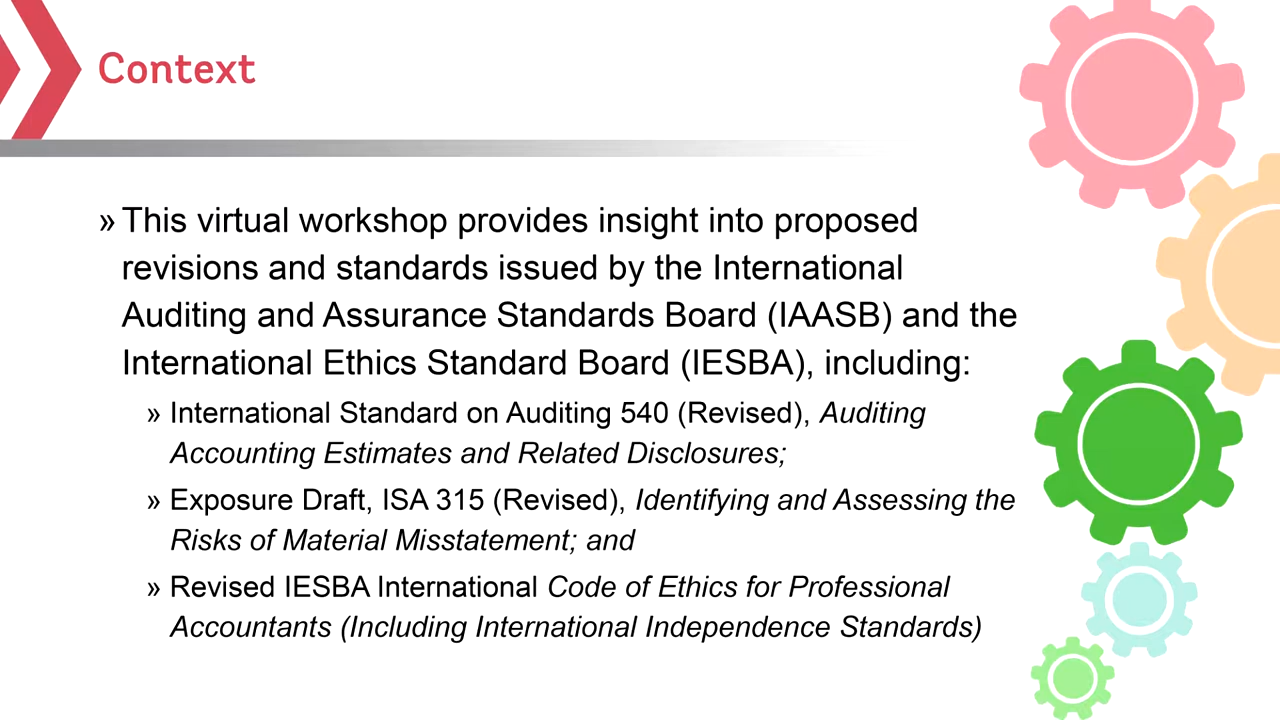 Context
» This virtual workshop provides insight into proposed
revisions and standards issued by the International
Auditing and Assurance Standards Board (IAASB) and the
International Ethics Standard Board (IESBA), including:
» International Standard on Auditing 540 (Revised), Auditing
Accounting Estimates and Related Disclosures;
» Exposure Draft, ISA 315 (Revised), Identifying and Assessing the
Risks of Material Misstatement; and
» Revised IESBA International Code of Ethics for Professional
Accountants (Including International Independence Standards)